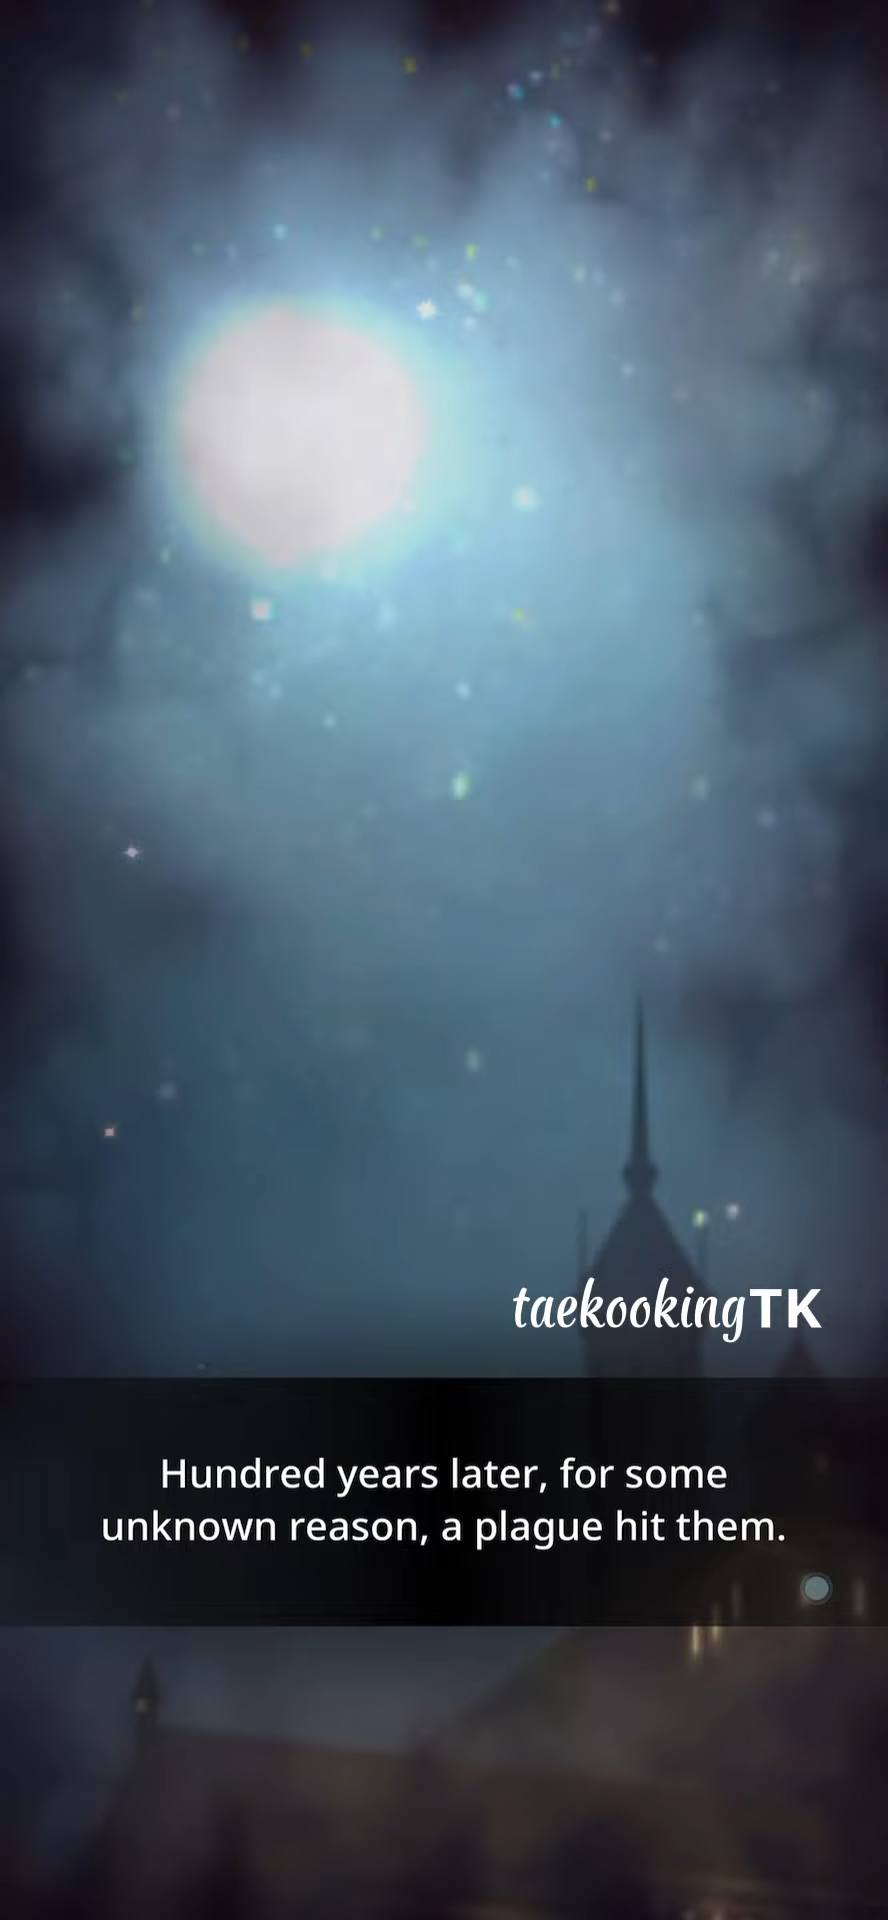 taekookingTK
Hundred years later, for some
unknown reason, a plague hit them.